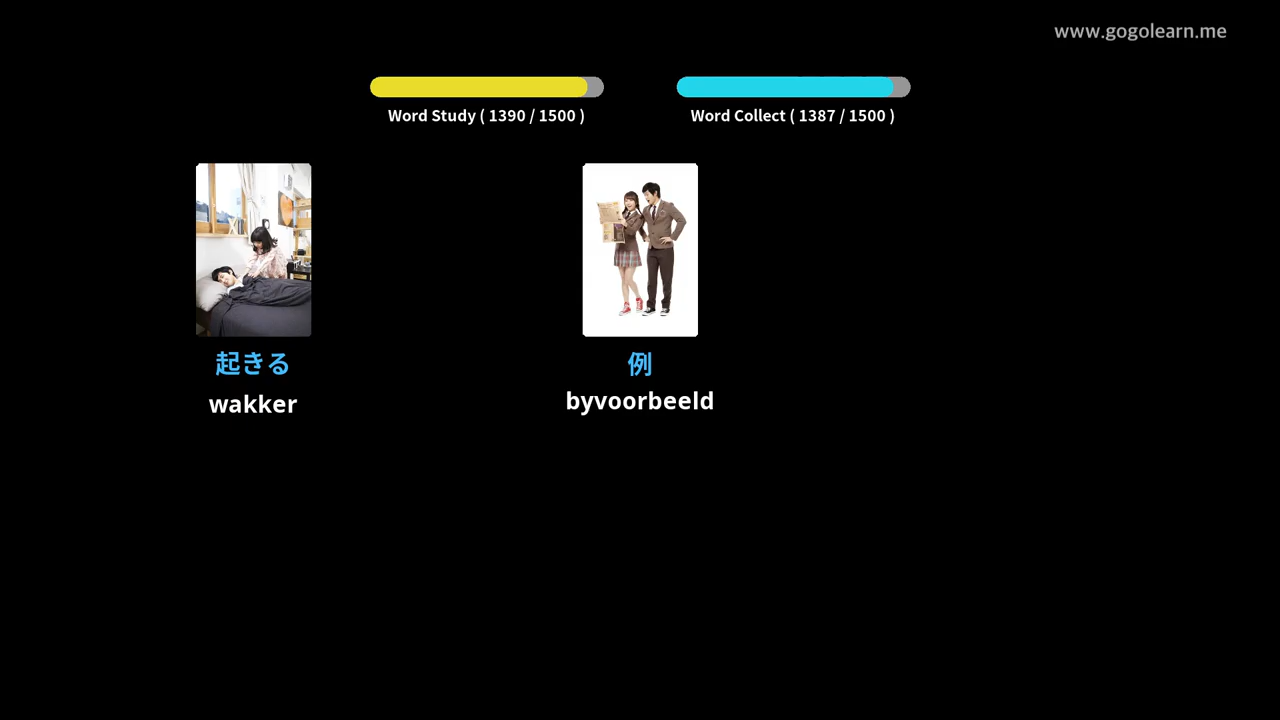 www.gogolearn.me
Word Study ( 1390 / 1500 )
Word Collect ( 1387 / 1500 )
起きる
wakker
例
byvoorbeeld